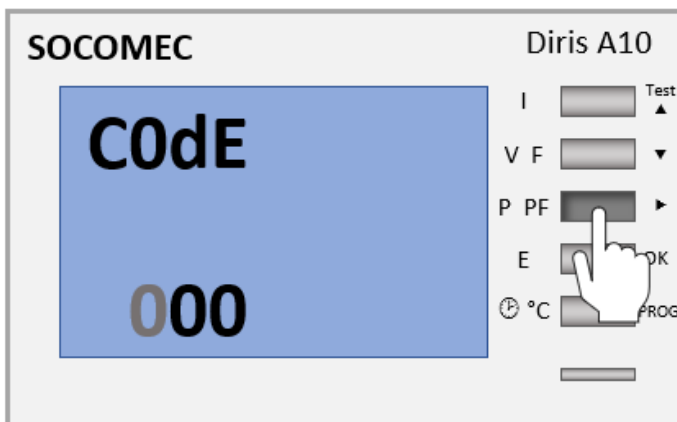 SOCOMEC
Diris A10
C0dE
000
I
Test
V F
P PF
E
OK
°C
PROG